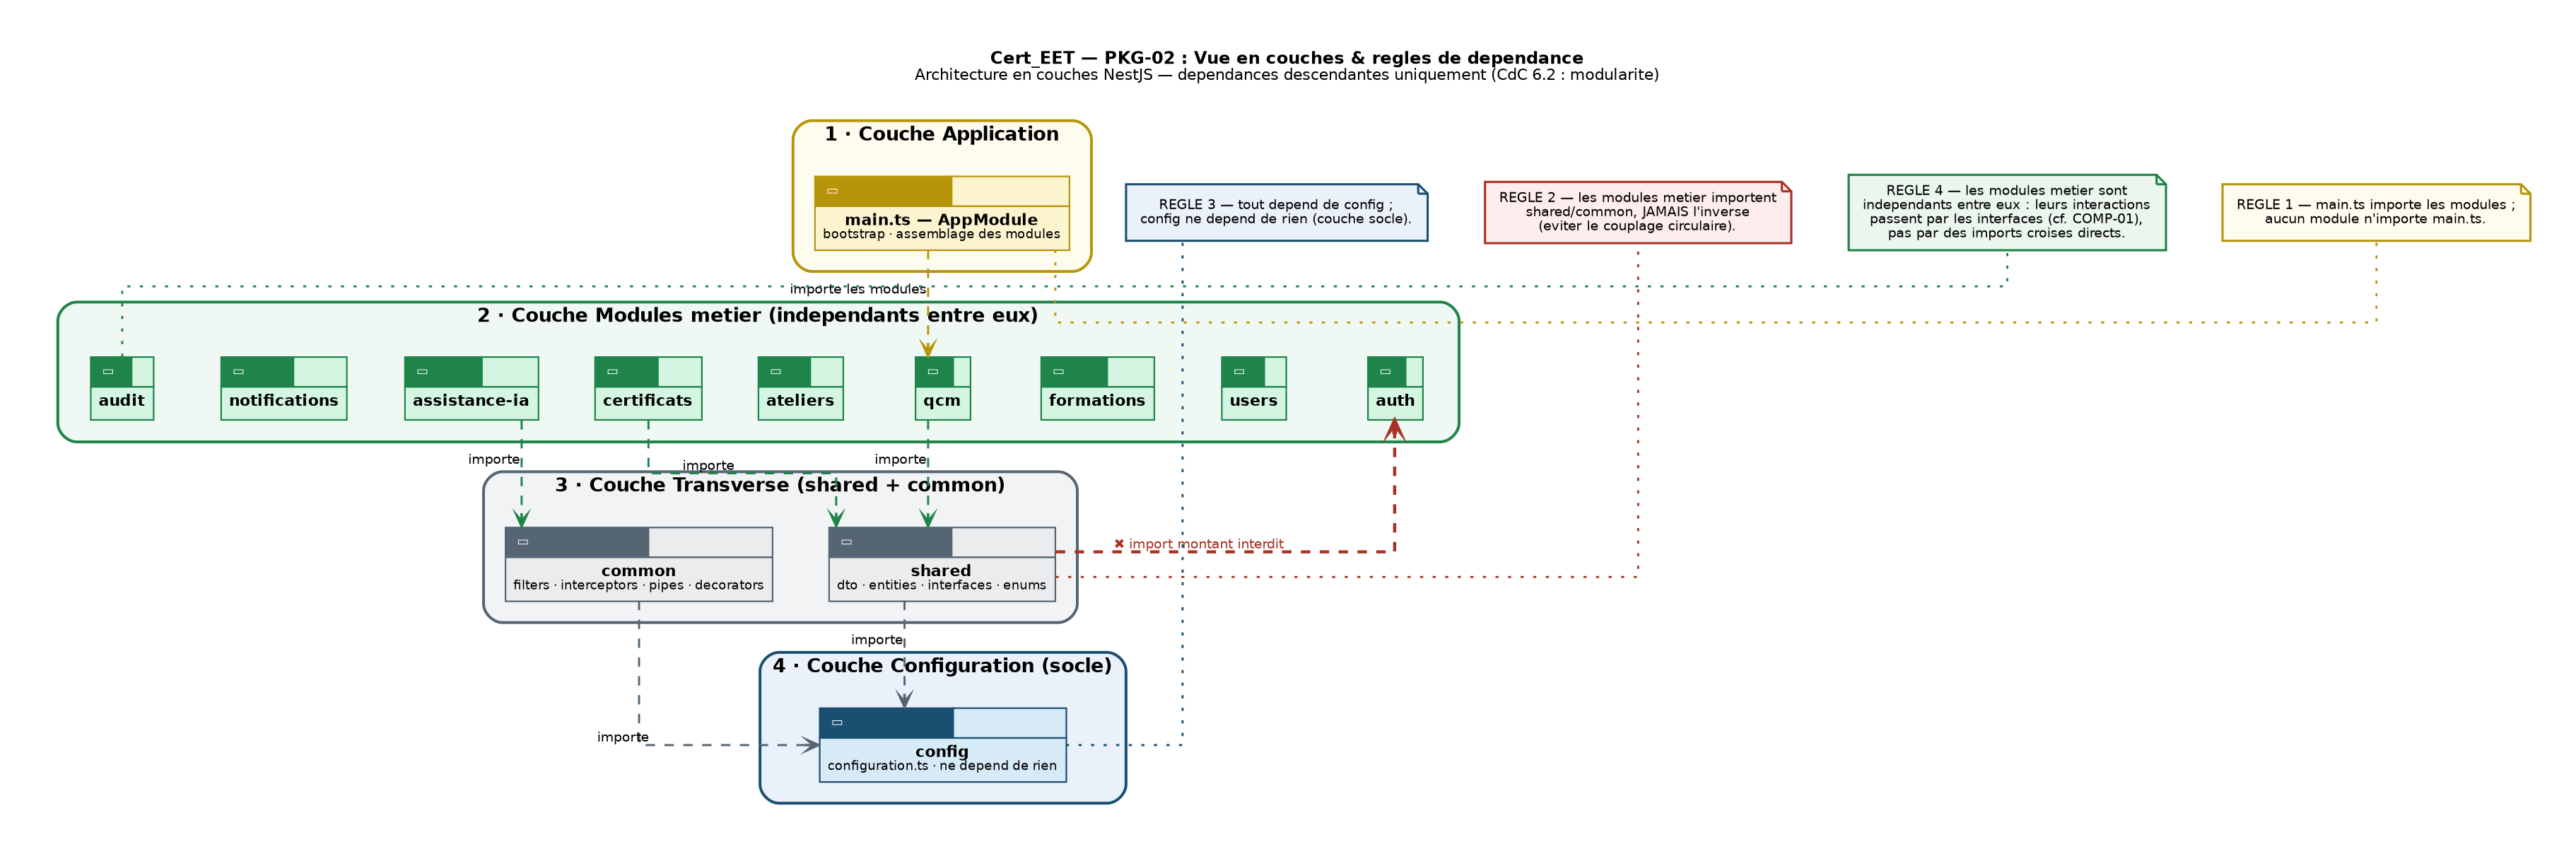 Cert_EET — PKG-02 : Vue en couches & regles de dependance
Architecture en couches NestJS — dependances descendantes uniquement (CdC 6.2 : modularite)
1 · Couche Application
main.ts — AppModule
bootstrap · assemblage des modules
REGLE 3 — tout depend de config ;
config ne depend de rien (couche socle).
REGLE 2 — les modules metier importent
shared/common, JAMAIS l'inverse
(eviter le couplage circulaire).
REGLE 4 — les modules metier sont
independants entre eux : leurs interactions
passent par les interfaces (cf. COMP-01),
pas par des imports croises directs.
REGLE 1 — main.ts importe les modules ;
aucun module n'importe main.ts.
importe les modules
2 · Couche Modules metier (independants entre eux)
audit
notifications
assistance-ia
certificats
ateliers
qcm
formations
users
auth
importe
importe
importe
3 · Couche Transverse (shared + common)
common
filters · interceptors · pipes · decorators
shared
dto · entities · interfaces · enums
✖ import montant interdit
importe
4 · Couche Configuration (socle)
importe
config
configuration.ts · ne depend de rien